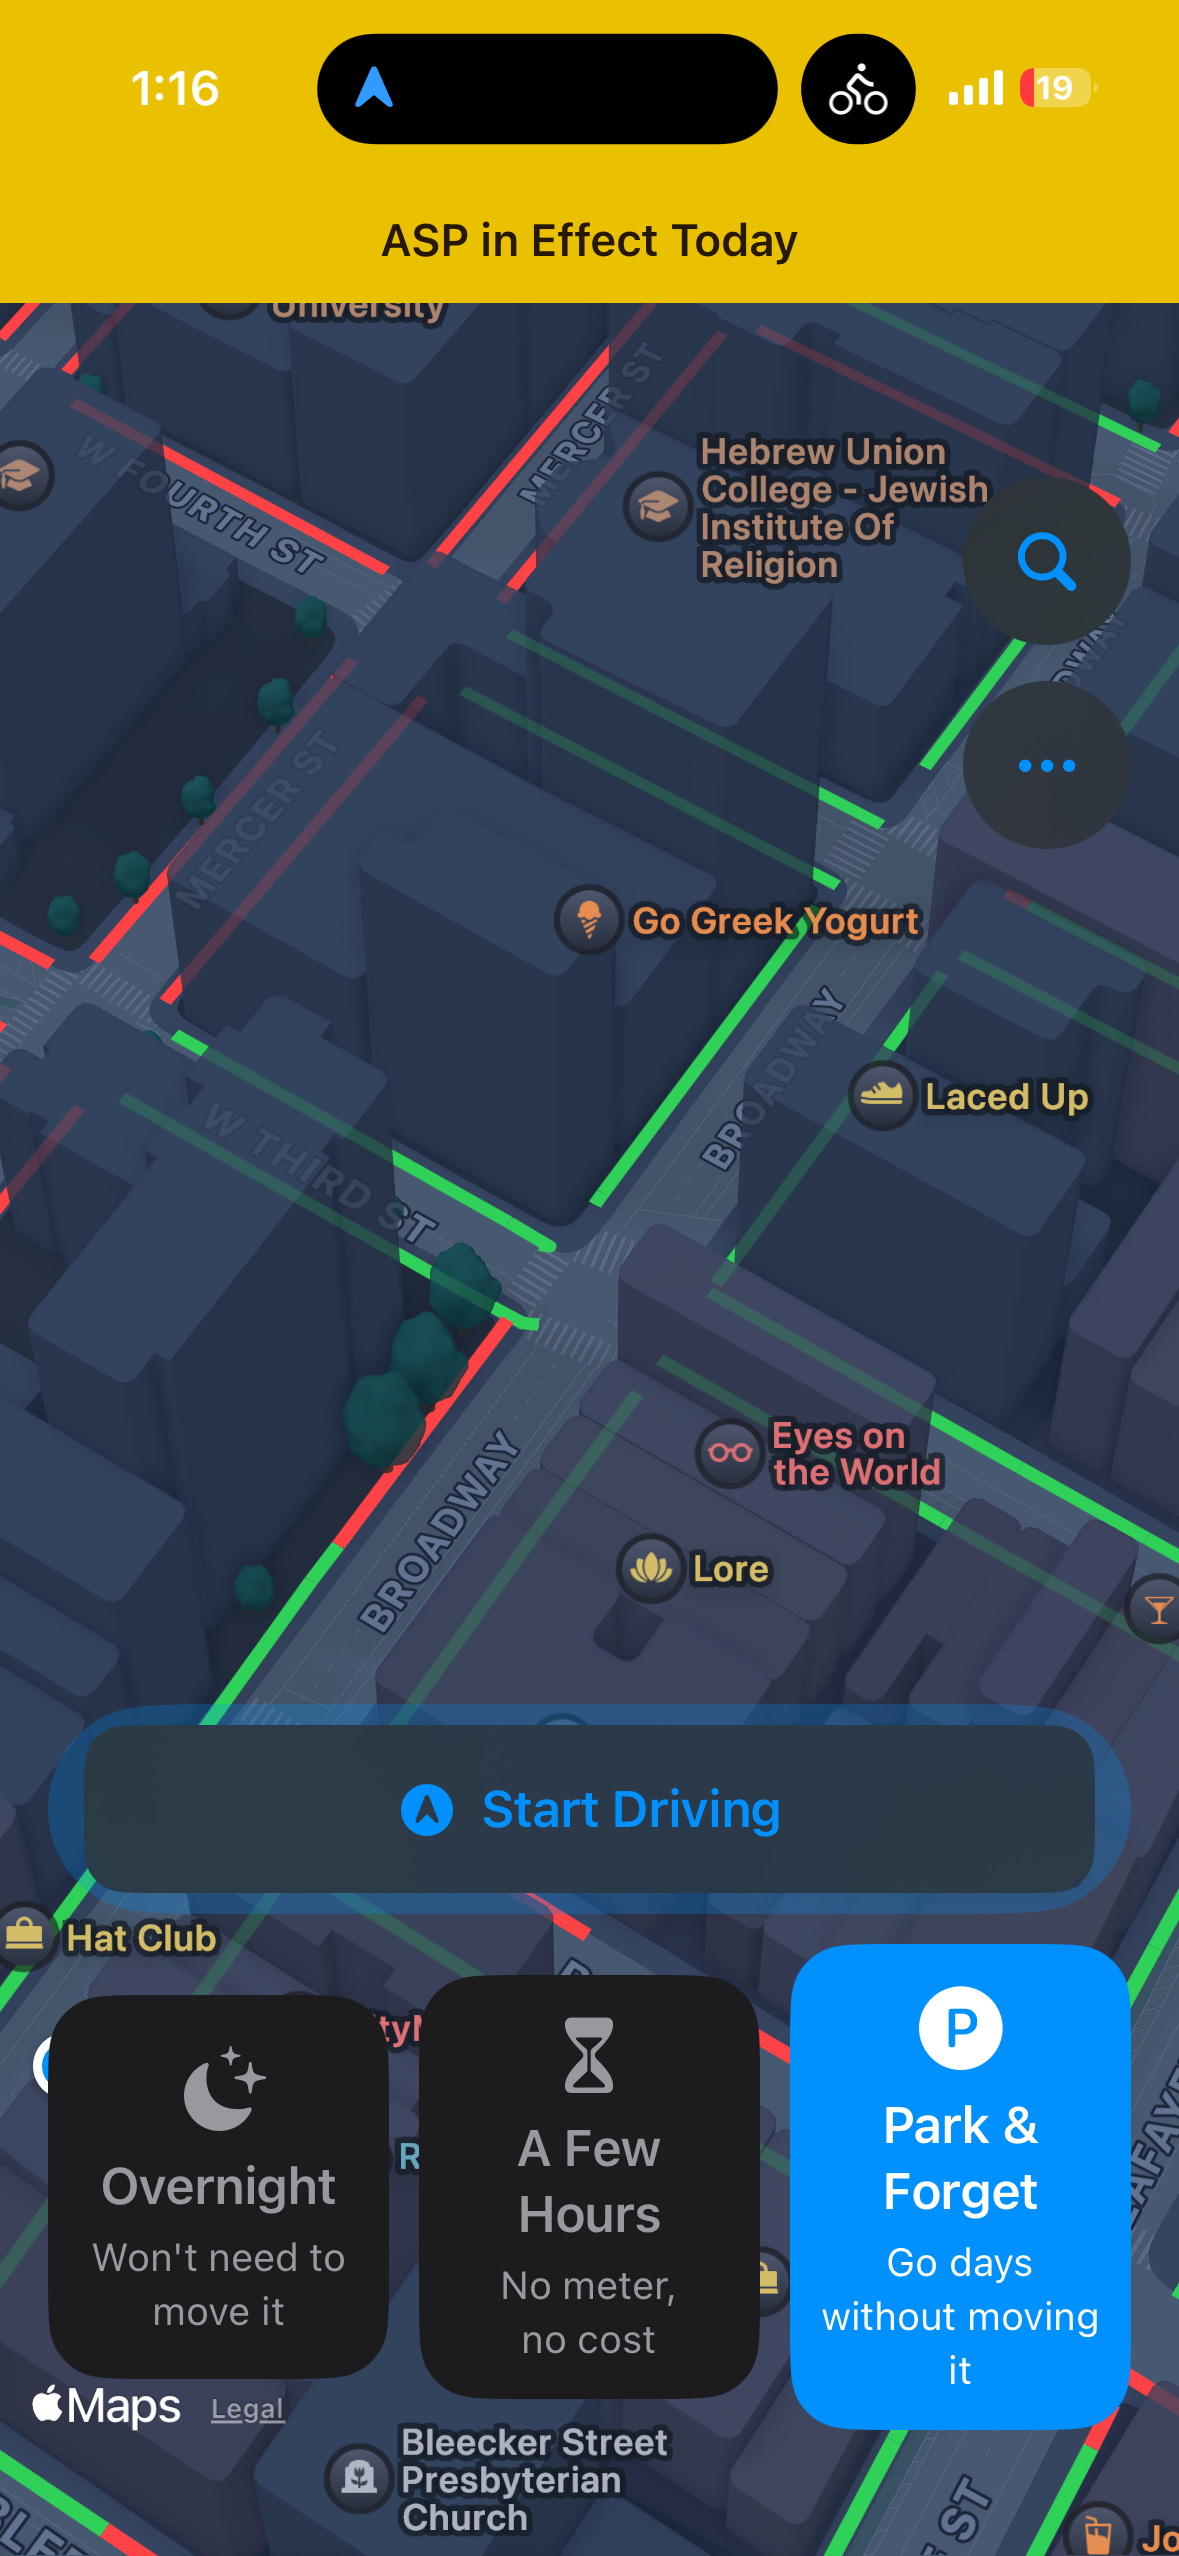 1:16
19
ASP in Effect Today
University
MERCER ST
W FOURTH ST
Hebrew Union
College - Jewish
Institute Of
Religion
MERCER ST
Go Greek Yogurt
BROADWAY
Laced Up
W THIRD ST
Eyes on
the World
BROADWAY
Lore
Start Driving
Hat Club
Overnight
Won't need to
move it
A Few
Hours
No meter,
no cost
P
Park &
Forget
Go days
without moving
it
Maps
Legal
Bleecker Street
Presbyterian
Church
ST